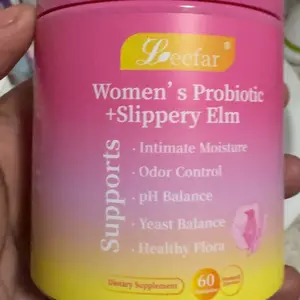 Leefar®
Women's Probiotic
+Slippery Elm
Supports
· Intimate Moisture
· Odor Control
· pH Balance
· Yeast Balance
· Healthy Flora
Dietary Supplement
60